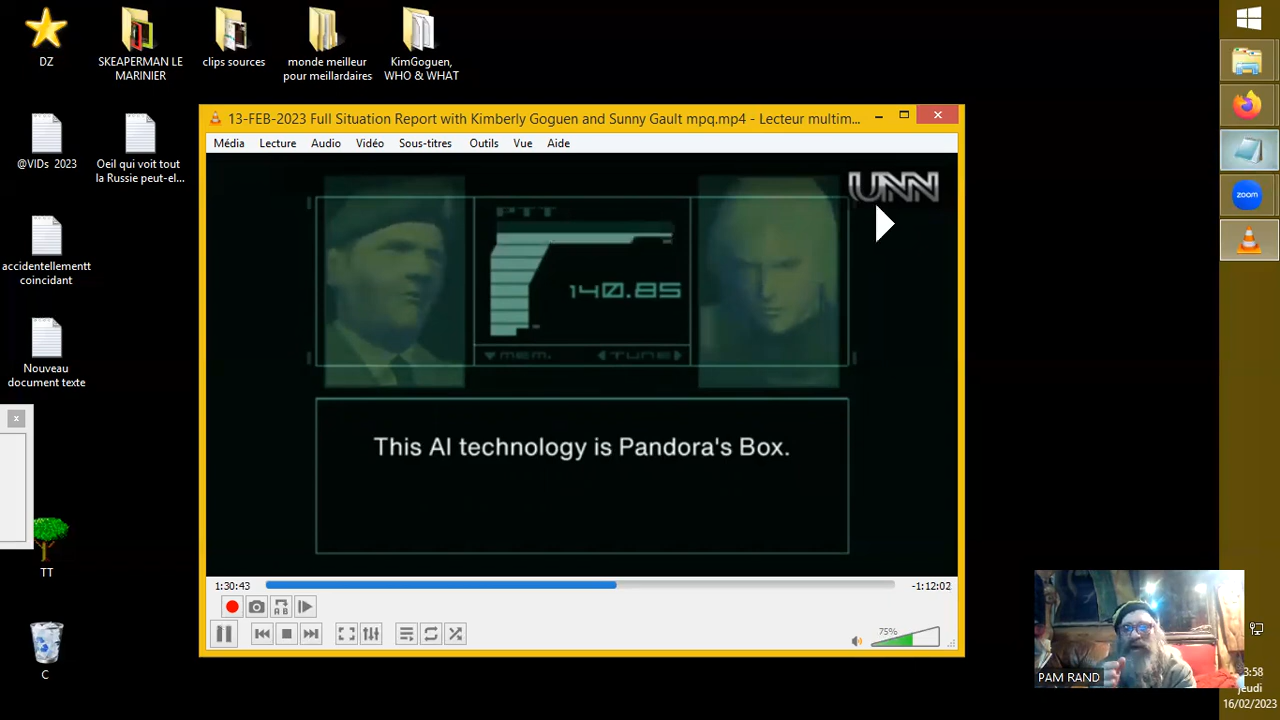 DZ
SKEAPERMAN LE
MARINIER
clips sources
monde meilleur
pour meillardaires
KimGoguen,
WHO & WHAT
@VIDs 2023
Oeil qui voit tout
la Russie peut-el...
accidentellementt
coincidant
Nouveau
document texte
x
TT
C
13-FEB-2023 Full Situation Report with Kimberly Goguen and Sunny Gault mpq.mp4 - Lecteur multim...
Média Lecture Audio Vidéo Sous-titres Outils Vue Aide
UNN
PTT
140.85
MEM.
TUNE
This AI technology is Pandora's Box.
1:30:43
-1:12:02
A B
75%
zoom
PAM RAND
3:58
jeudi
16/02/2023